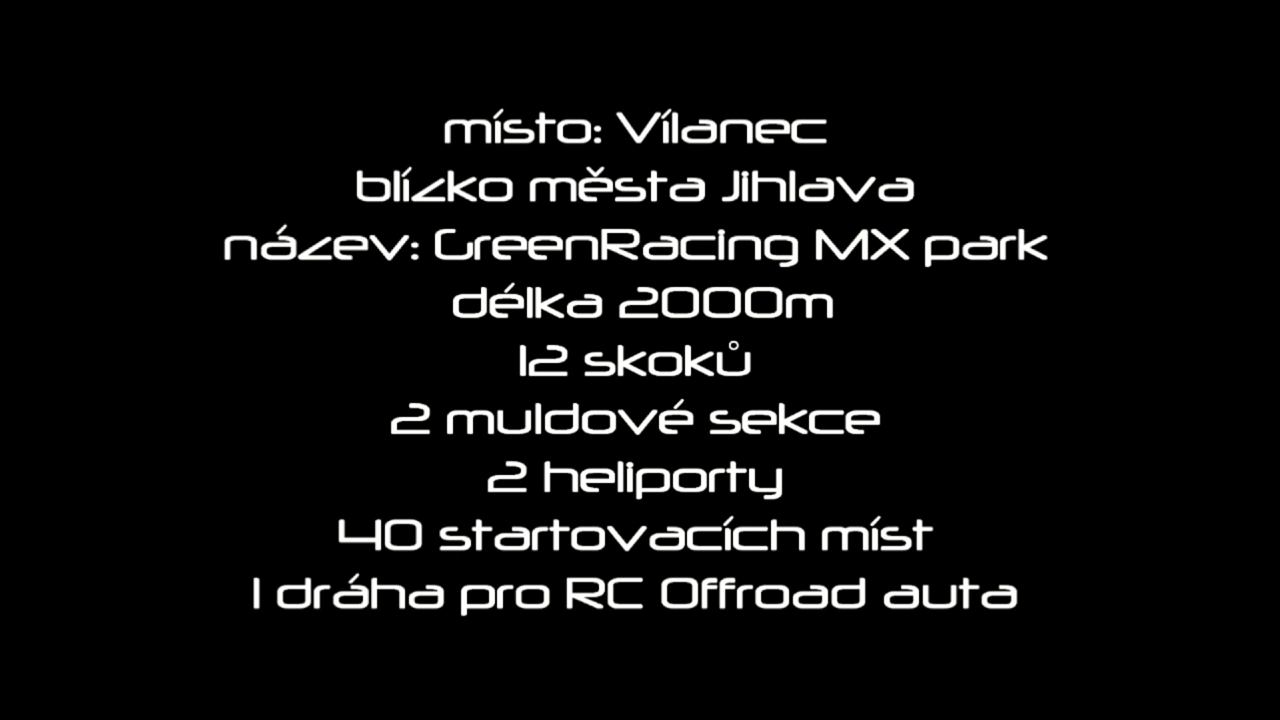 místo: Vílanec
blízko města Jihlava
název: GreenRacing MX park
délka 2000m
12 skoků
2 muldové sekce
2 heliporty
40 startovacích míst
1 dráha pro RC Offroad auta